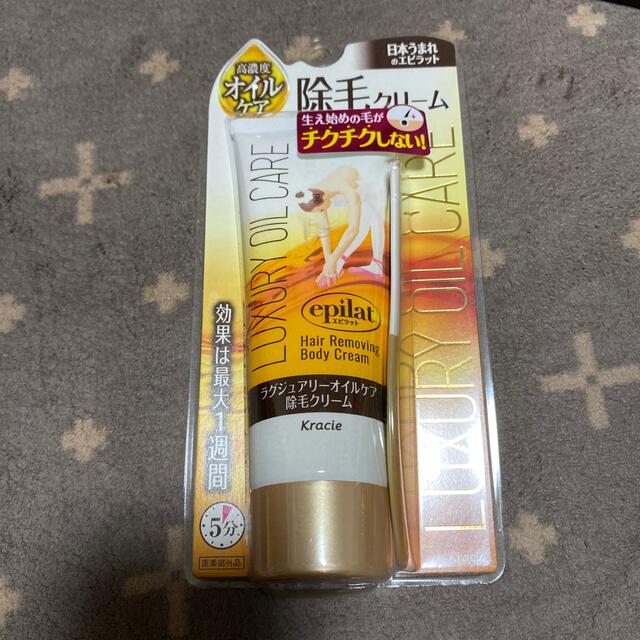 高濃度
オイル
ケア
日本うまれ
のエピラット
除毛クリーム
生え始めの毛が
チクチクしない!
LUXURY OIL CARE
epilat
エピラット
Hair Removing
Body Cream
ラグジュアリーオイルケア
除毛クリーム
Kracie
効果は最大1週間
5分
医薬部外品
LUXURY OIL CARE
Kracie